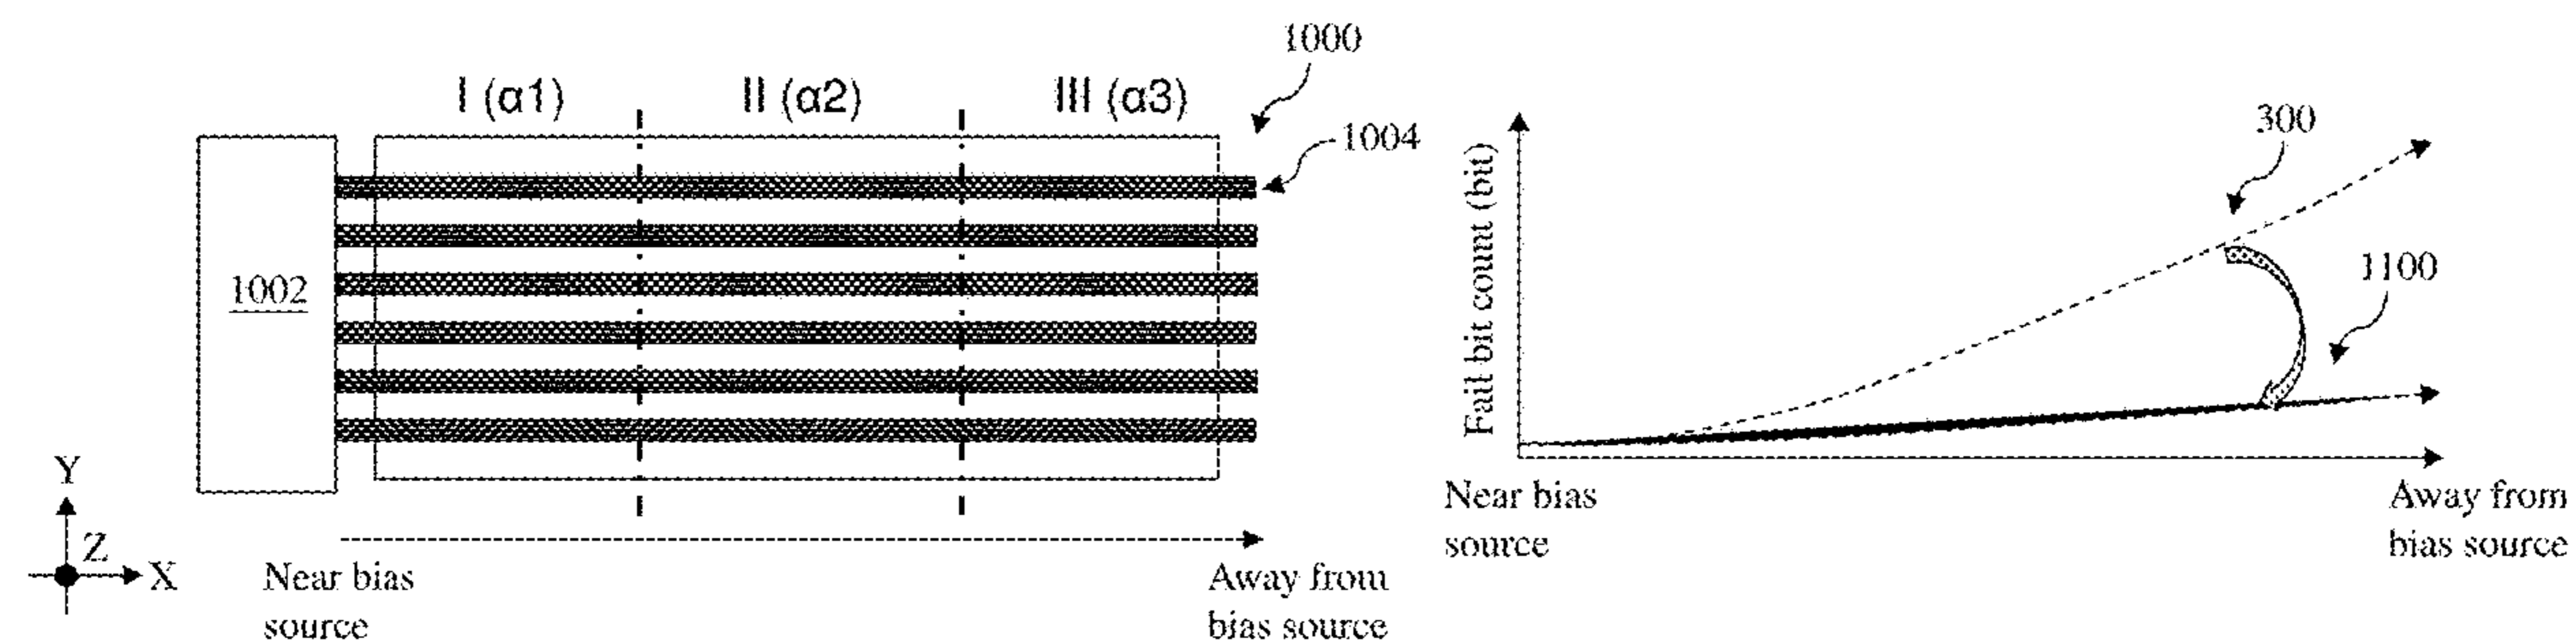 1000
I (α1)
II (α2)
III (α3)
1004
1002
Y
Z
X
Near bias
source
Away from
bias source
300
1100
Fail bit count (bit)
Near bias
source
Away from
bias source